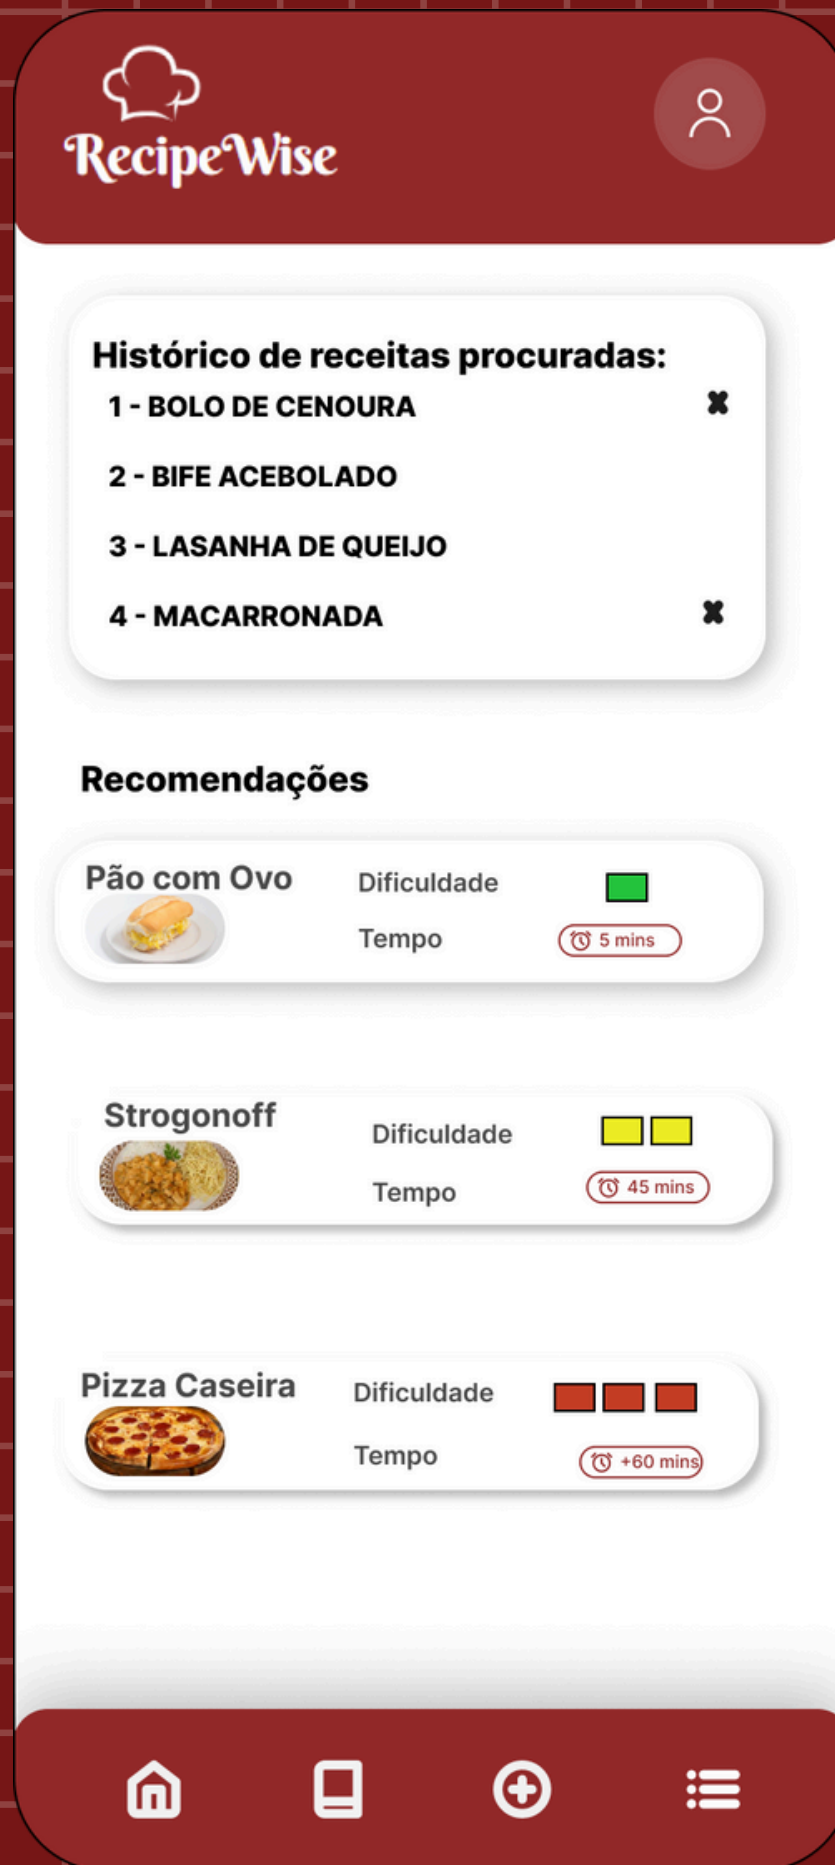 RecipeWise
Histórico de receitas procuradas:
1 - BOLO DE CENOURA
2 - BIFE ACEBOLADO
3 - LASANHA DE QUEIJO
4 - MACARRONADA
Recomendações
Pão com Ovo
Dificuldade
Tempo
5 mins
Strogonoff
Dificuldade
Tempo
45 mins
Pizza Caseira
Dificuldade
Tempo
+60 mins